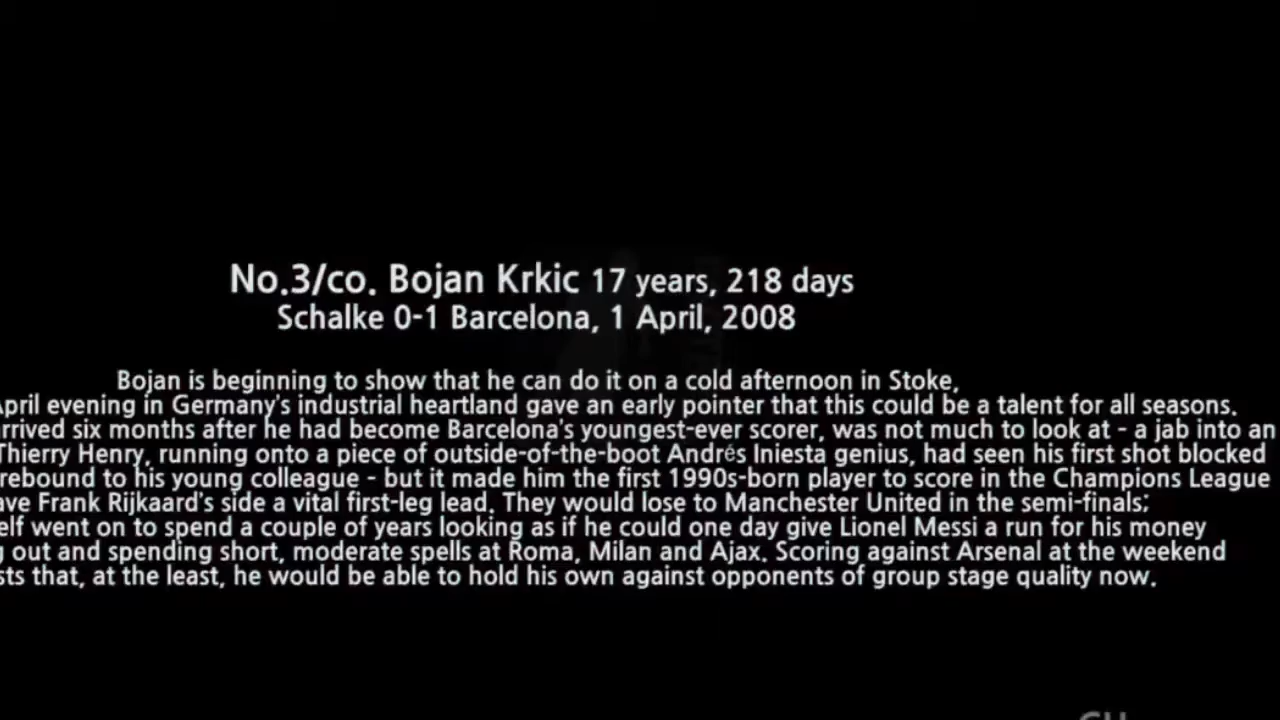 No.3/co. Bojan Krkic 17 years, 218 days
Schalke 0-1 Barcelona, 1 April, 2008
Bojan is beginning to show that he can do it on a cold afternoon in Stoke,
April evening in Germany's industrial heartland gave an early pointer that this could be a talent for all seasons.
rrived six months after he had become Barcelona's youngest-ever scorer, was not much to look at - a jab into an
Thierry Henry, running onto a piece of outside-of-the-boot Andrés Iniesta genius, had seen his first shot blocked
rebound to his young colleague - but it made him the first 1990s-born player to score in the Champions League
ave Frank Rijkaard's side a vital first-leg lead. They would lose to Manchester United in the semi-finals;
elf went on to spend a couple of years looking as if he could one day give Lionel Messi a run for his money
g out and spending short, moderate spells at Roma, Milan and Ajax. Scoring against Arsenal at the weekend
sts that, at the least, he would be able to hold his own against opponents of group stage quality now.